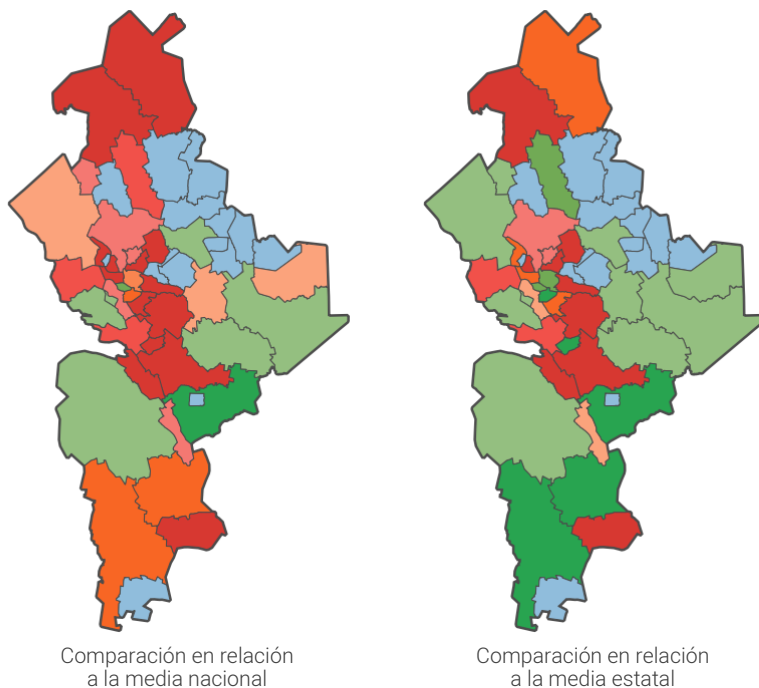 Comparación en relación
a la media nacional
Comparación en relación
a la media estatal